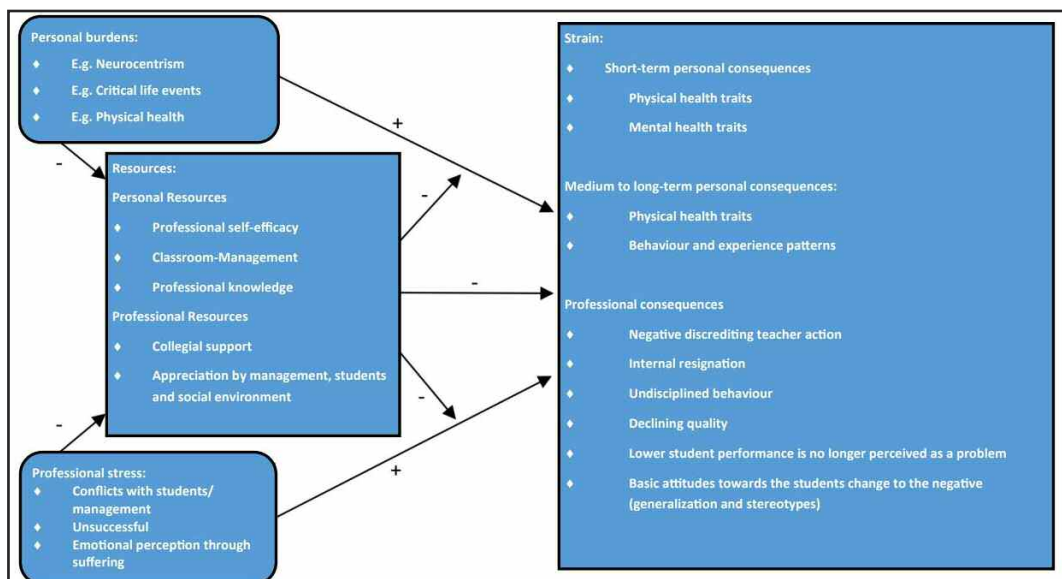 Personal burdens:
♦ E.g. Neurocentrism
♦ E.g. Critical life events
♦ E.g. Physical health
+
-
Resources:
Personal Resources
♦ Professional self-efficacy
♦ Classroom-Management
♦ Professional knowledge
Professional Resources
♦ Collegial support
♦ Appreciation by management, students
and social environment
-
-
-
-
Professional stress:
♦ Conflicts with students/
management
♦ Unsuccessful
♦ Emotional perception through
suffering
+
Strain:
♦ Short-term personal consequences
♦ Physical health traits
♦ Mental health traits
Medium to long-term personal consequences:
♦ Physical health traits
♦ Behaviour and experience patterns
Professional consequences
♦ Negative discrediting teacher action
♦ Internal resignation
♦ Undisciplined behaviour
♦ Declining quality
♦ Lower student performance is no longer perceived as a problem
♦ Basic attitudes towards the students change to the negative
(generalization and stereotypes)